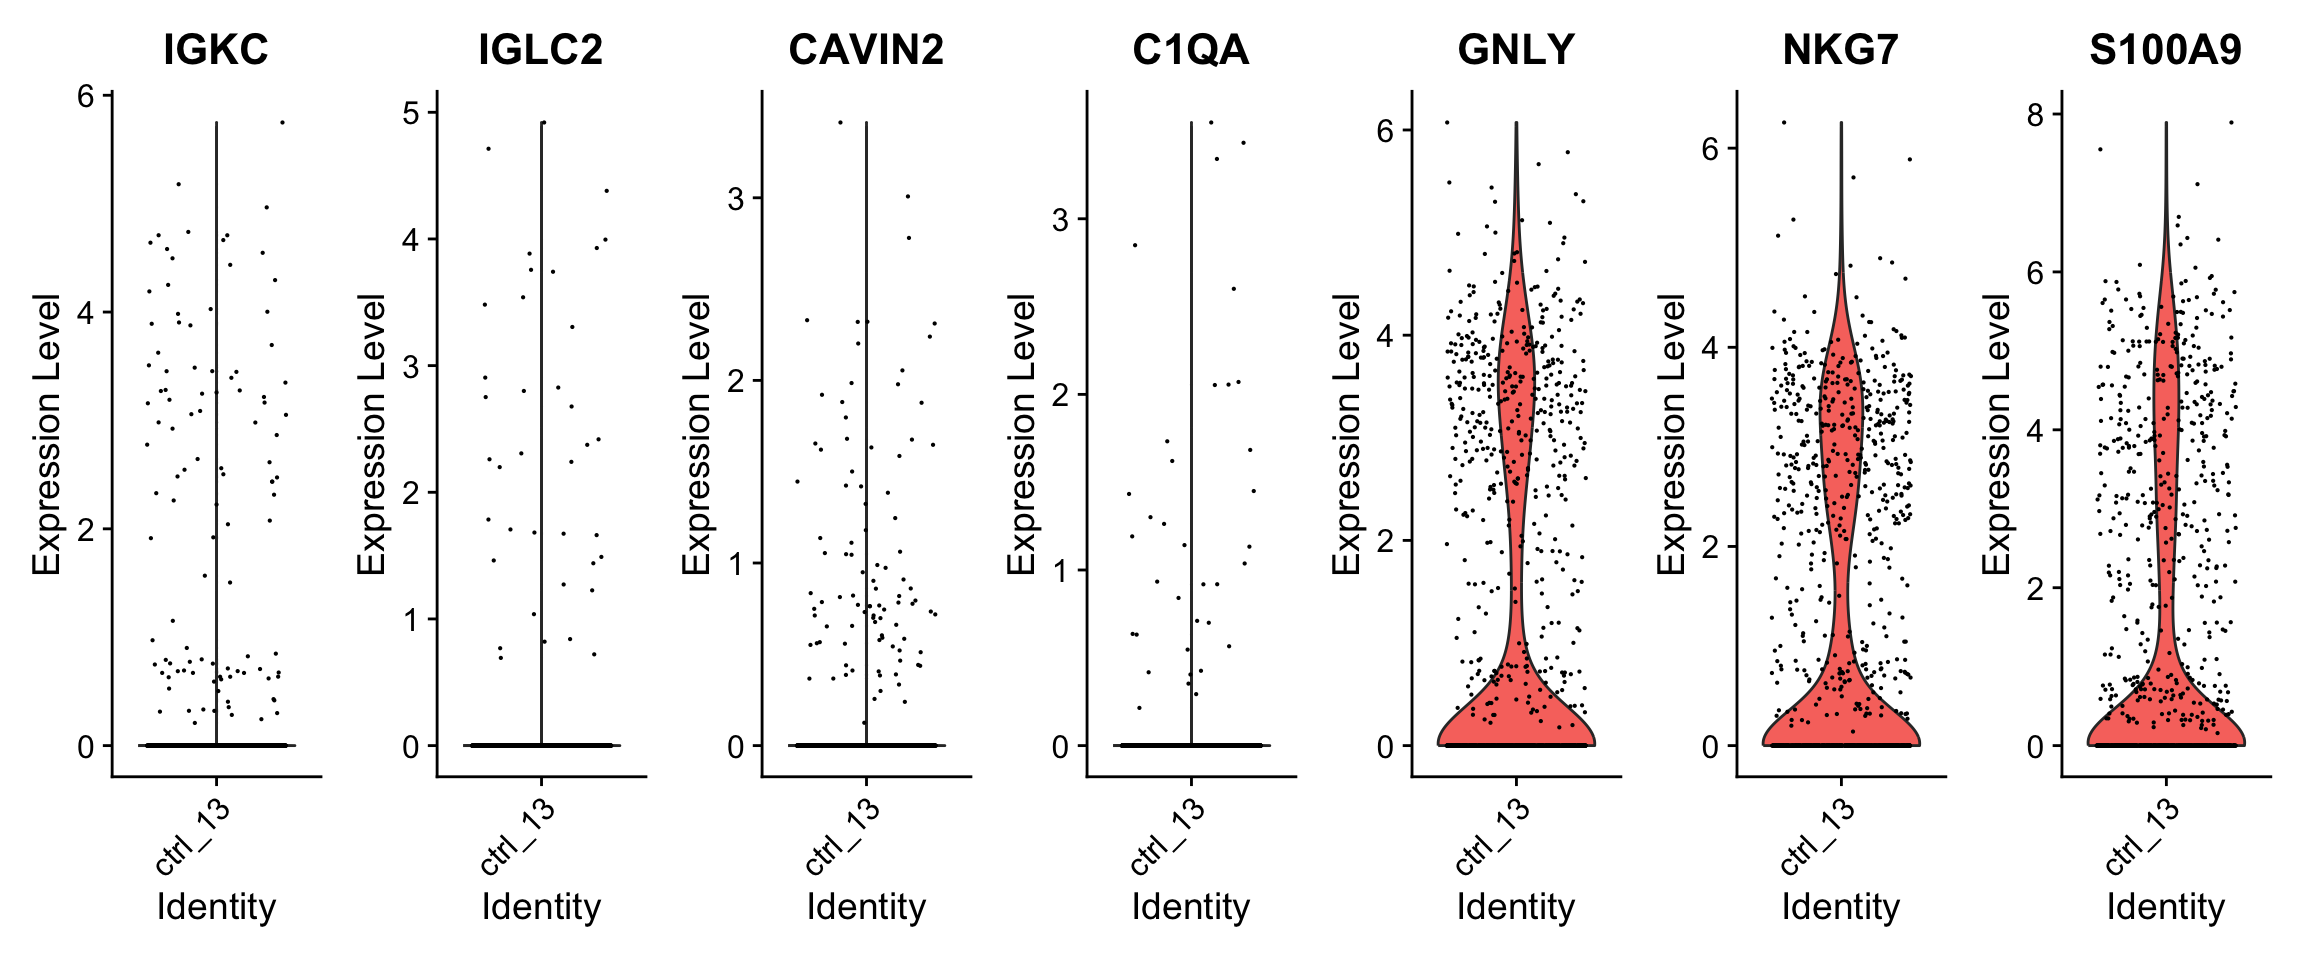 IGKC
Expression Level
6
4
2
0
ctrl_13
Identity
IGLC2
Expression Level
5
4
3
2
1
0
ctrl_13
Identity
CAVIN2
Expression Level
3
2
1
0
ctrl_13
Identity
C1QA
Expression Level
3
2
1
0
ctrl_13
Identity
GNLY
Expression Level
6
4
2
0
ctrl_13
Identity
NKG7
Expression Level
6
4
2
0
ctrl_13
Identity
S100A9
Expression Level
8
6
4
2
0
ctrl_13
Identity